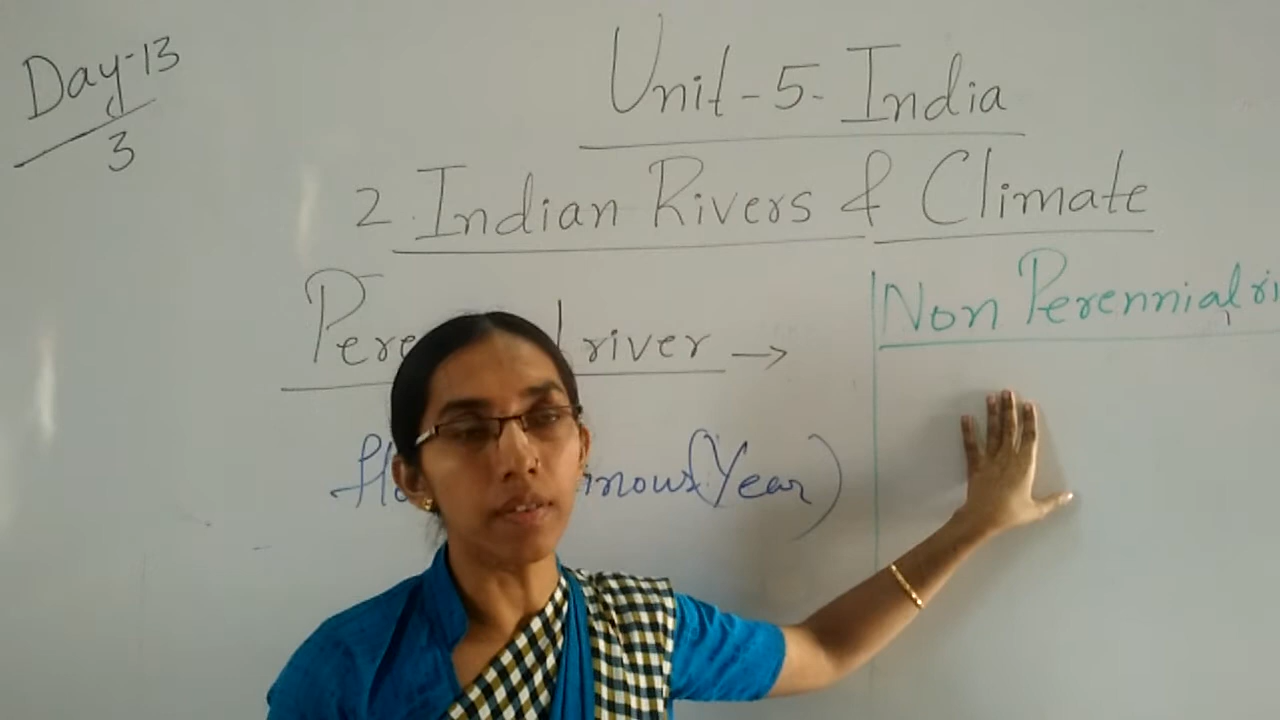 Day-13
3
Unit-5-India
2. Indian Rivers & Climate
river →
Non Perennial
(Year)